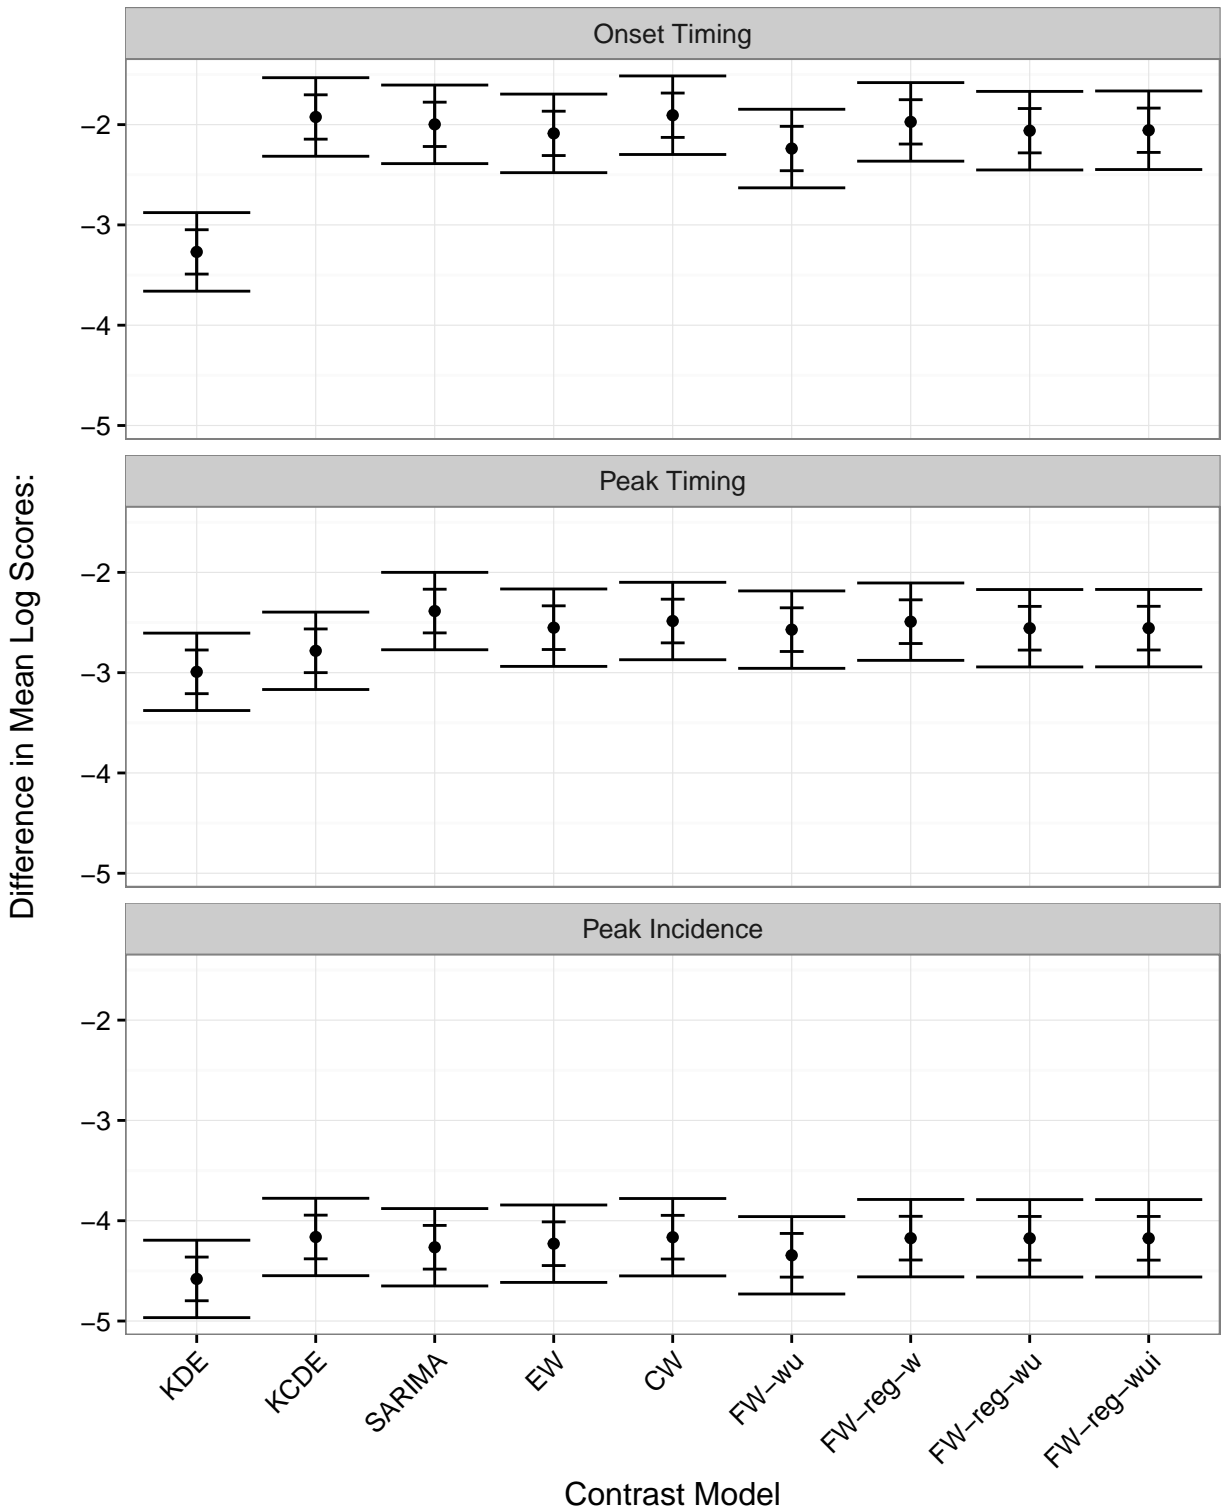 Onset Timing
−2
−3
−4
−5
Peak Timing
−2
−3
−4
−5
Difference in Mean Log Scores:
Peak Incidence
−2
−3
−4
−5
KDE
KCDE
SARIMA
EW
CW
FW−wu
FW−reg−w
FW−reg−wu
FW−reg−wui
Contrast Model